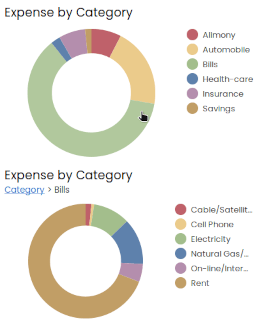 Expense by Category
Alimony
Automobile
Bills
Health-care
Insurance
Savings
Expense by Category
Category > Bills
Cable/Satellit...
Cell Phone
Electricity
Natural Gas/...
On-line/Inter...
Rent